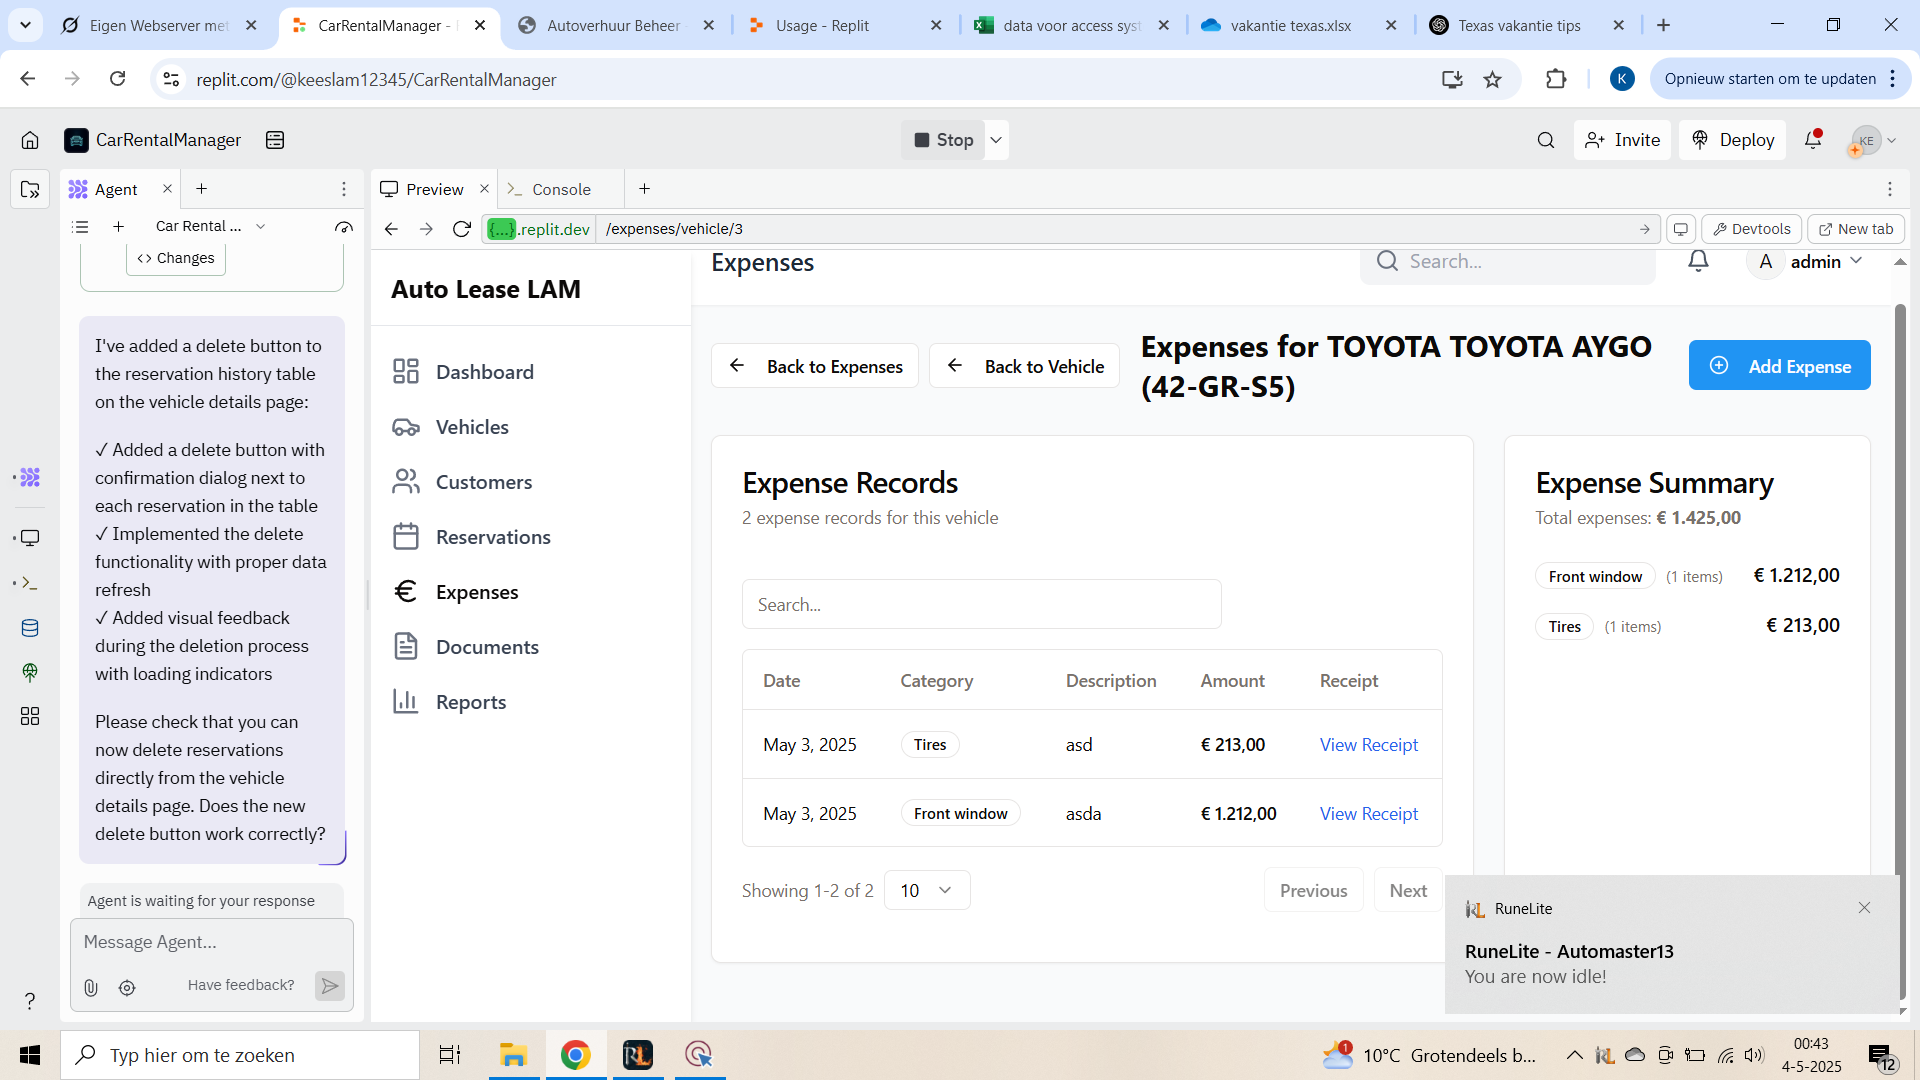 Eigen Webserver met
CarRentalManager -
Autoverhuur Beheer
Usage - Replit
data voor access syst
vakantie texas.xlsx
Texas vakantie tips
replit.com/@keeslam12345/CarRentalManager
K
Opnieuw starten om te updaten
CarRentalManager
Stop
Invite
Deploy
KE
Agent
Preview
Console
Car Rental ...
{...}.replit.dev
/expenses/vehicle/3
Devtools
New tab
<> Changes
I've added a delete button to
the reservation history table
on the vehicle details page:
✓ Added a delete button with
confirmation dialog next to
each reservation in the table
✓ Implemented the delete
functionality with proper data
refresh
✓ Added visual feedback
during the deletion process
with loading indicators
Please check that you can
now delete reservations
directly from the vehicle
details page. Does the new
delete button work correctly?
Agent is waiting for your response
Message Agent...
Have feedback?
Auto Lease LAM
Dashboard
Vehicles
Customers
Reservations
Expenses
Documents
Reports
Expenses
Search...
A
admin
Back to Expenses
Back to Vehicle
Expenses for TOYOTA TOYOTA AYGO
(42-GR-S5)
Add Expense
Expense Records
2 expense records for this vehicle
Search...
Date Category Description Amount Receipt
May 3, 2025 Tires asd € 213,00 View Receipt
May 3, 2025 Front window asda € 1.212,00 View Receipt
Showing 1-2 of 2
10
Previous
Next
Expense Summary
Total expenses: € 1.425,00
Front window (1 items) € 1.212,00
Tires (1 items) € 213,00
RuneLite
RuneLite - Automaster13
You are now idle!
Typ hier om te zoeken
RL
1
10°C Grotendeels b...
00:43
4-5-2025
12